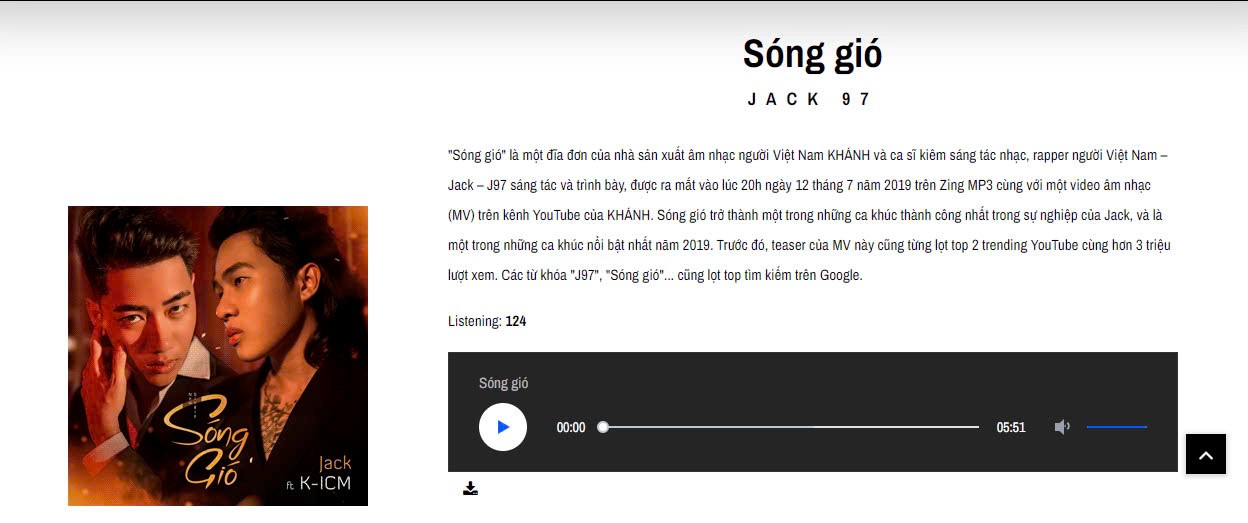 Sóng gió
JACK 97
"Sóng gió" là một đĩa đơn của nhà sản xuất âm nhạc người Việt Nam KHÁNH và ca sĩ kiêm sáng tác nhạc, rapper người Việt Nam –
Jack – J97 sáng tác và trình bày, được ra mắt vào lúc 20h ngày 12 tháng 7 năm 2019 trên Zing MP3 cùng với một video âm nhạc
(MV) trên kênh YouTube của KHÁNH. Sóng gió trở thành một trong những ca khúc thành công nhất trong sự nghiệp của Jack, và là
một trong những ca khúc nổi bật nhất năm 2019. Trước đó, teaser của MV này cũng từng lọt top 2 trending YouTube cùng hơn 3 triệu
lượt xem. Các từ khóa "J97", "Sóng gió"... cũng lọt top tìm kiếm trên Google.
Listening: 124
Sóng gió
00:00 05:51
Sóng
Gió
Jack
ft K-ICM